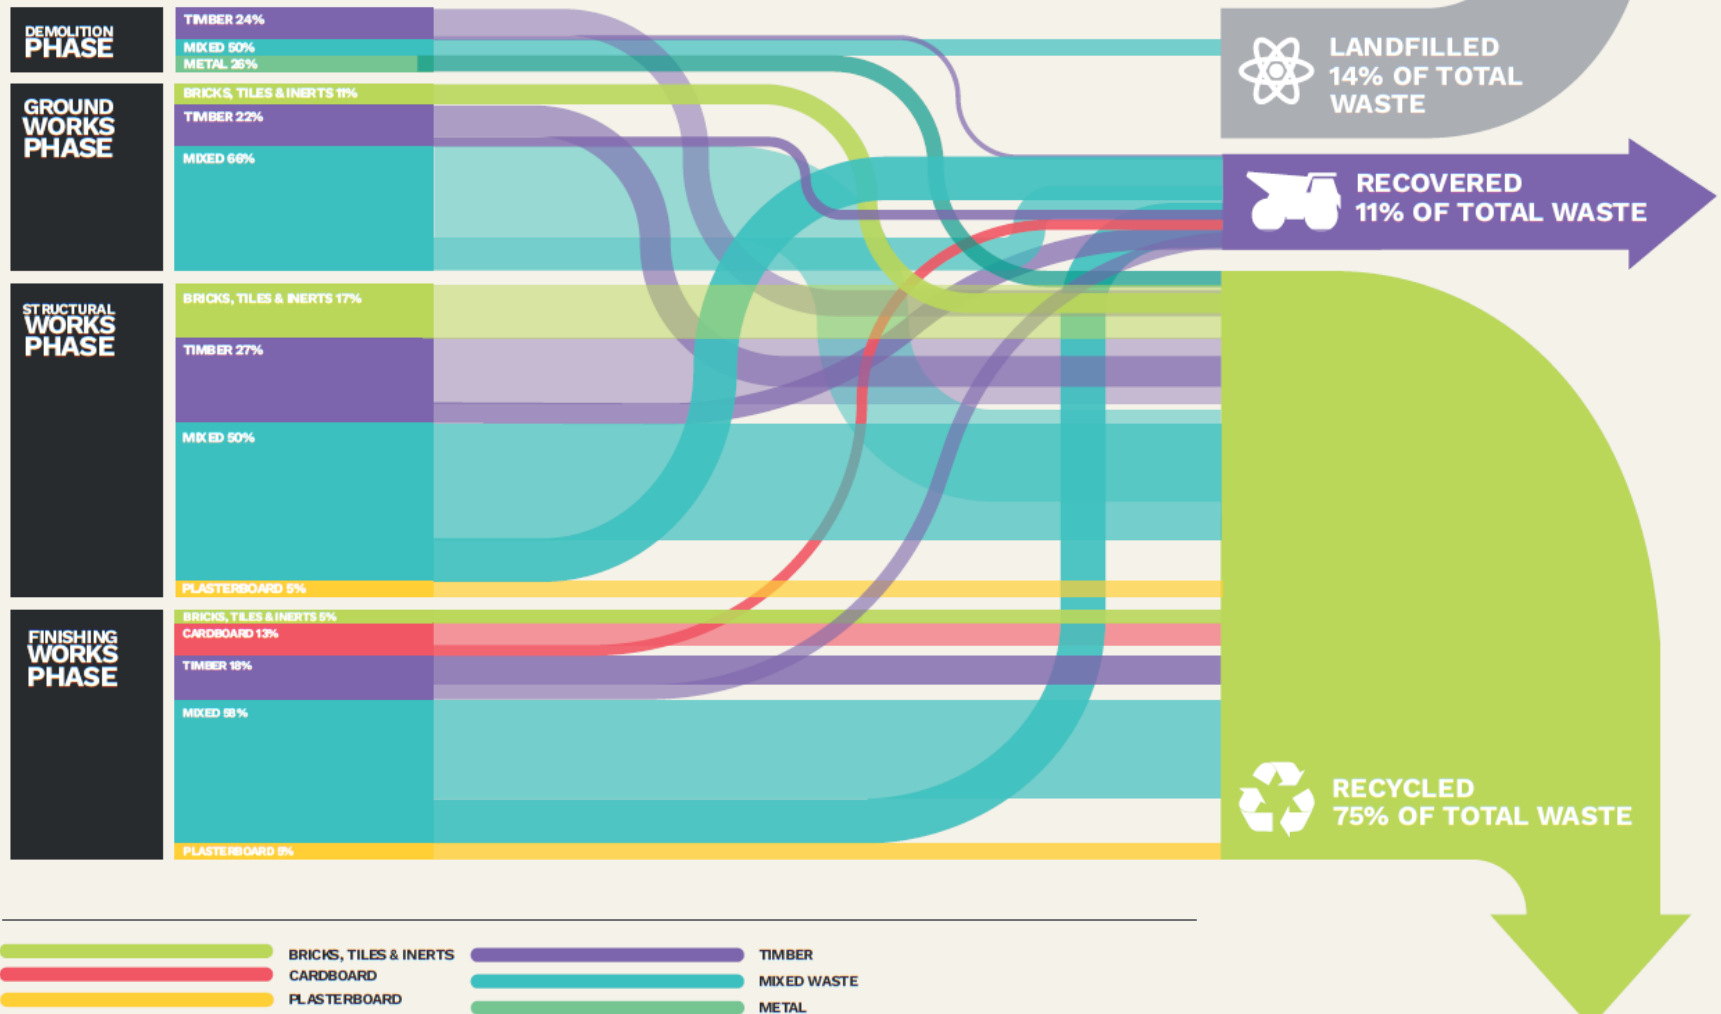 DEMOLITION
PHASE
TIMBER 24%
MIXED 50%
METAL 26%
GROUND
WORKS
PHASE
BRICKS, TILES & INERTS 11%
TIMBER 22%
MIXED 66%
STRUCTURAL
WORKS
PHASE
BRICKS, TILES & INERTS 17%
TIMBER 27%
MIXED 50%
PLASTERBOARD 5%
FINISHING
WORKS
PHASE
BRICKS, TILES & INERTS 5%
CARDBOARD 13%
TIMBER 18%
MIXED 58%
PLASTERBOARD 5%
LANDFILLED
14% OF TOTAL
WASTE
RECOVERED
11% OF TOTAL WASTE
RECYCLED
75% OF TOTAL WASTE
BRICKS, TILES & INERTS
CARDBOARD
PLASTERBOARD
TIMBER
MIXED WASTE
METAL